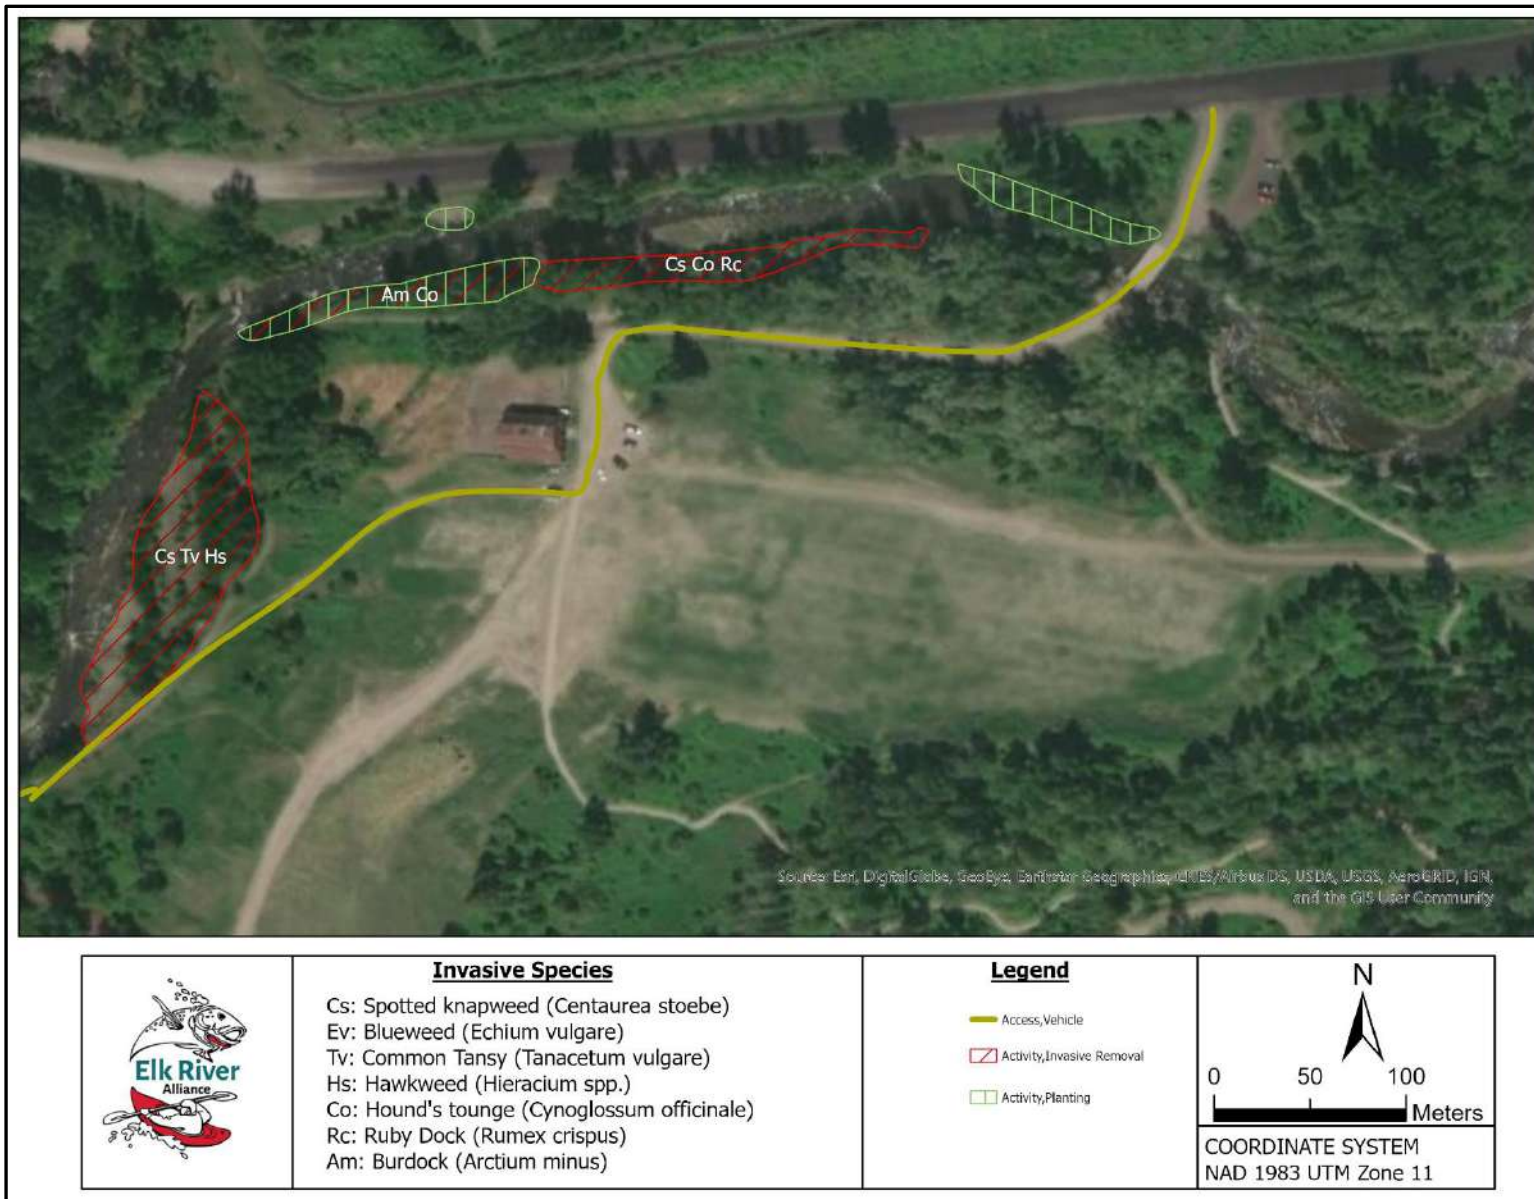 Cs Co Rc
Am Co
Cs Tv Hs
Source: Esri, DigitalGlobe, GeoEye, Earthstar Geographics, CNES/Airbus DS, USDA, USGS, AeroGRID, IGN,
and the GIS User Community
Elk River
Alliance
Invasive Species
Cs: Spotted knapweed (Centaurea stoebe)
Ev: Blueweed (Echium vulgare)
Tv: Common Tansy (Tanacetum vulgare)
Hs: Hawkweed (Hieracium spp.)
Co: Hound's tounge (Cynoglossum officinale)
Rc: Ruby Dock (Rumex crispus)
Am: Burdock (Arctium minus)
Legend
Access,Vehicle
Activity,Invasive Removal
Activity,Planting
N
0 50 100
Meters
COORDINATE SYSTEM
NAD 1983 UTM Zone 11